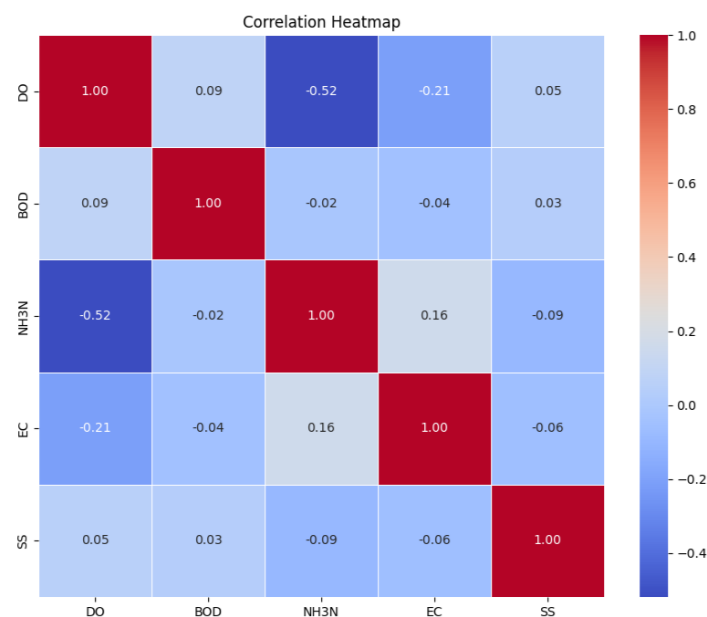 Correlation Heatmap
DO 1.00 0.09 -0.52 -0.21 0.05
BOD 0.09 1.00 -0.02 -0.04 0.03
NH3N -0.52 -0.02 1.00 0.16 -0.09
EC -0.21 -0.04 0.16 1.00 -0.06
SS 0.05 0.03 -0.09 -0.06 1.00
DO BOD NH3N EC SS
1.0
0.8
0.6
0.4
0.2
0.0
−0.2
−0.4